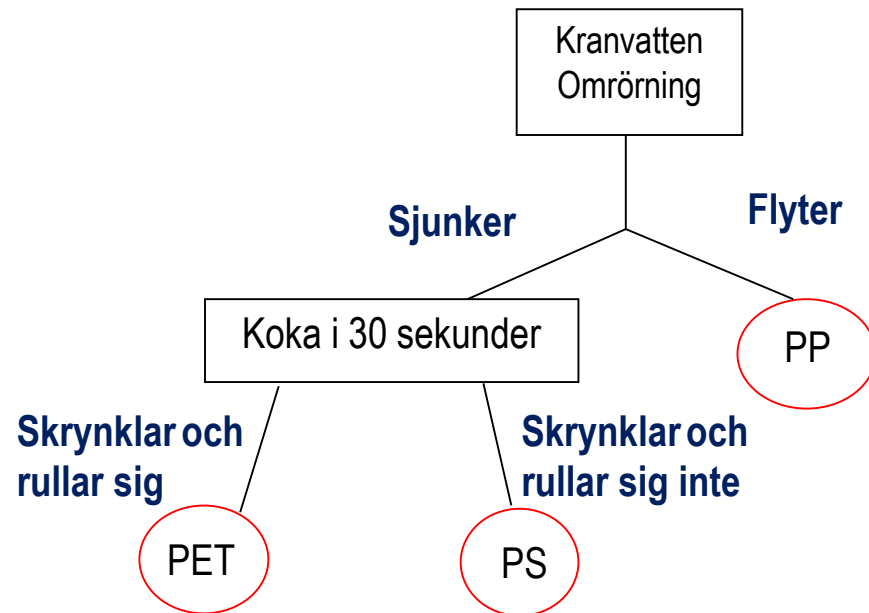 Kranvatten
Omrörning
Sjunker
Flyter
Koka i 30 sekunder
PP
Skrynklar och
rullar sig
Skrynklar och
rullar sig inte
PET
PS